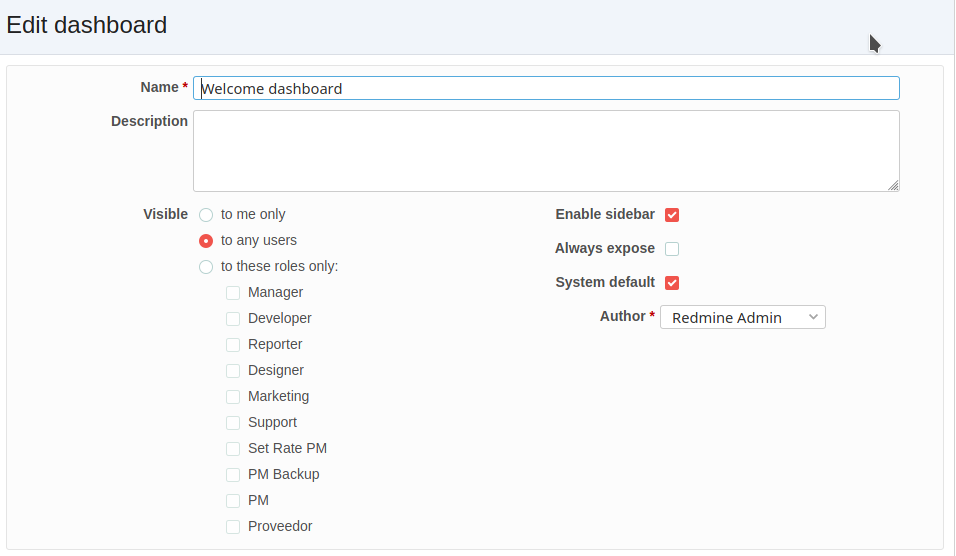 Edit dashboard
Name *
Welcome dashboard
Description
Visible
to me only
to any users
to these roles only:
Manager
Developer
Reporter
Designer
Marketing
Support
Set Rate PM
PM Backup
PM
Proveedor
Enable sidebar
Always expose
System default
Author *
Redmine Admin